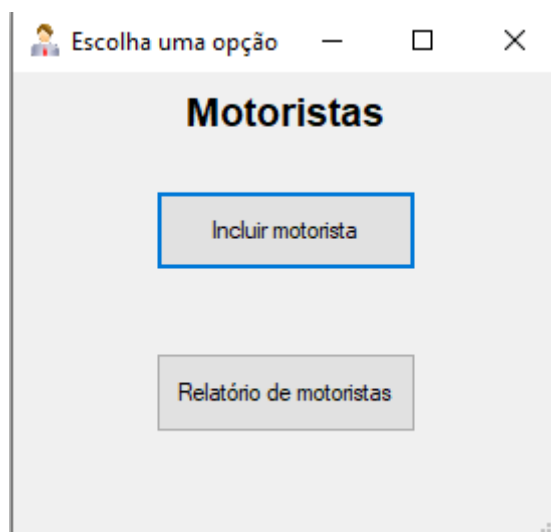 Escolha uma opção
Motoristas
Incluir motorista
Relatório de motoristas